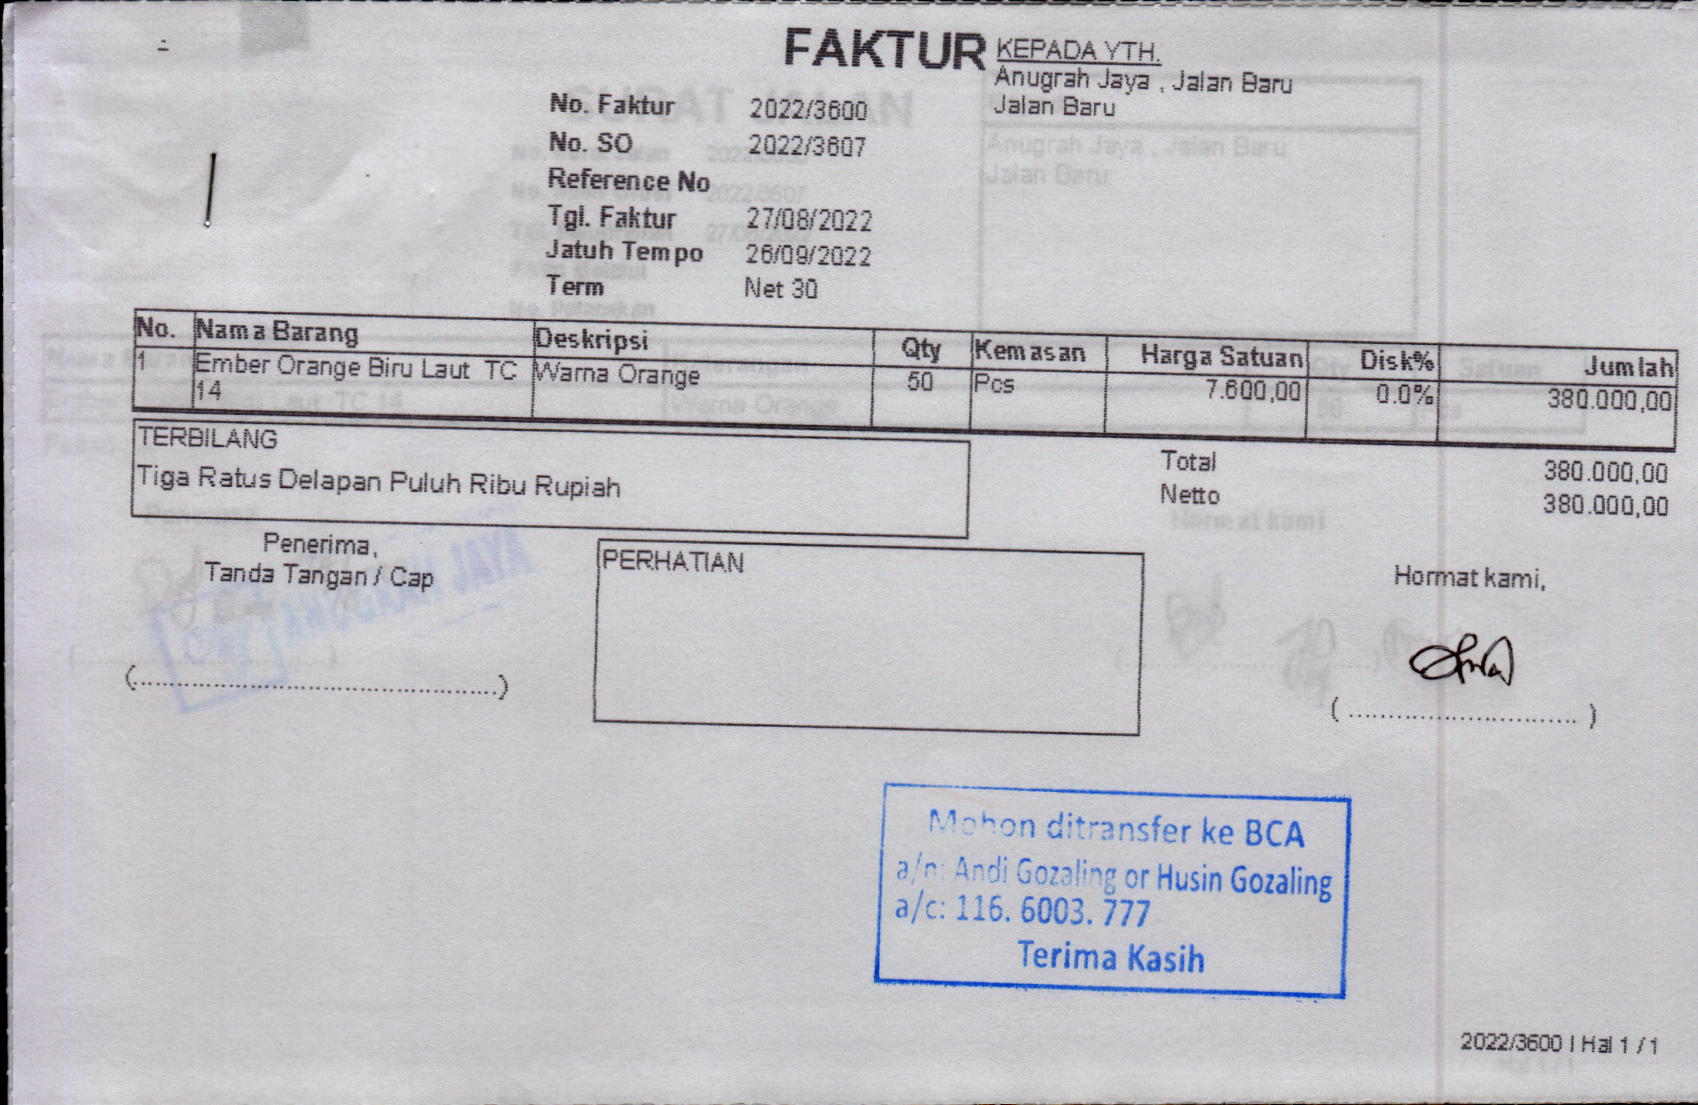 FAKTUR
KEPADA YTH.
Anugrah Jaya , Jalan Baru
Jalan Baru
No. Faktur 2022/3600
No. SO 2022/3607
Reference No
Tgl. Faktur 27/08/2022
Jatuh Tempo 26/09/2022
Term Net 30
No. Nama Barang Deskripsi Qty Kemasan Harga Satuan Disk% Jumlah
1 Ember Orange Biru Laut TC Warna Orange 50 Pcs 7.600,00 0.0% 380.000,00
14
TERBILANG
Tiga Ratus Delapan Puluh Ribu Rupiah
Total 380.000,00
Netto 380.000,00
Penerima,
Tanda Tangan / Cap
(..............................................)
PERHATIAN
Hormat kami,
( ............................. )
Mohon ditransfer ke BCA
a/n: Andi Gozaling or Husin Gozaling
a/c: 116. 6003. 777
Terima Kasih
2022/3600 | Hal 1 / 1